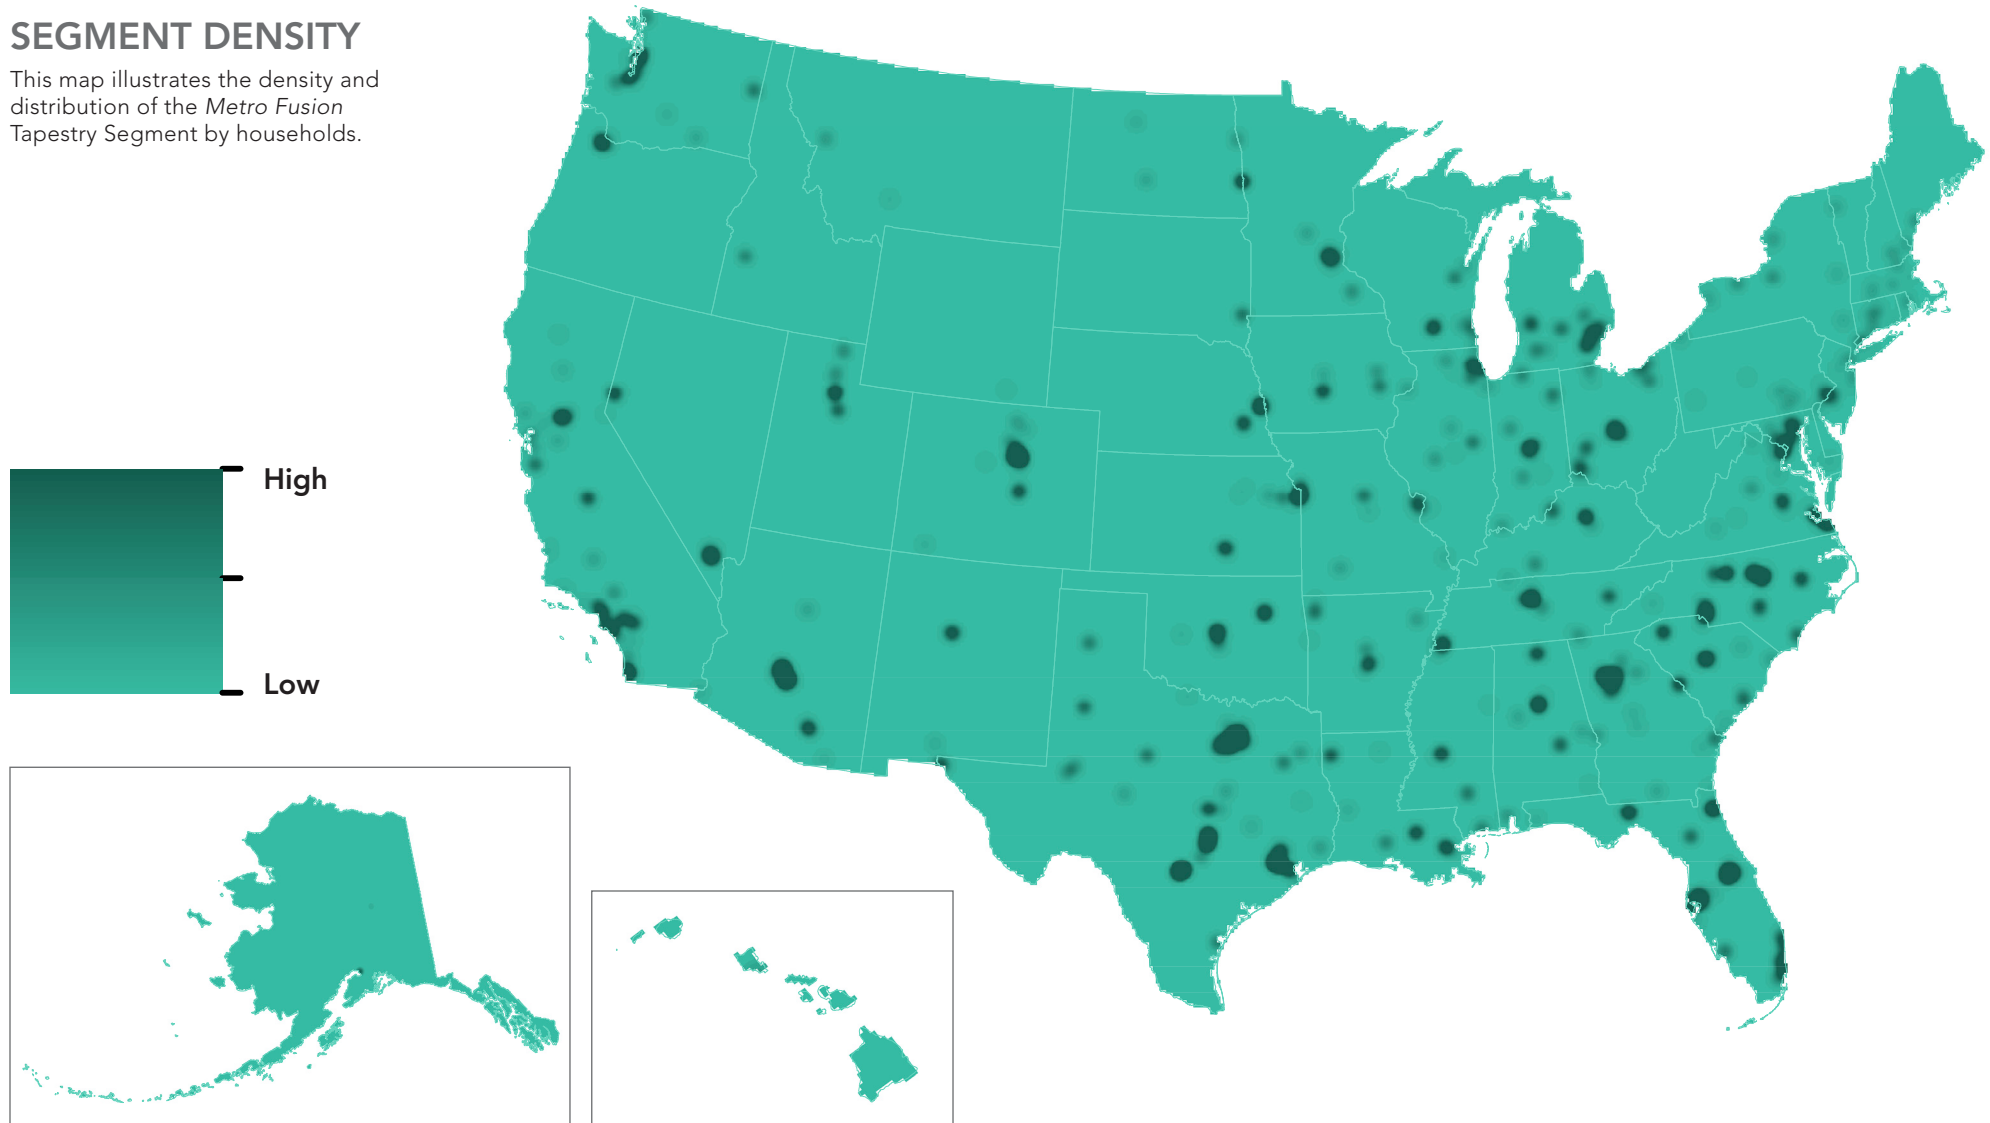 SEGMENT DENSITY
This map illustrates the density and
distribution of the Metro Fusion
Tapestry Segment by households.
High
Low